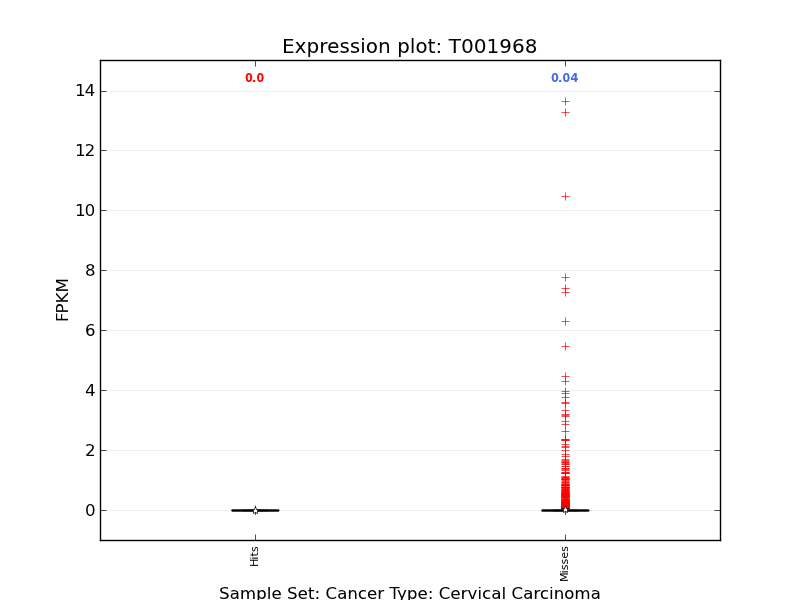 Expression plot: T001968
0.0
0.04
14
12
10
8
6
4
2
0
FPKM
Hits
Misses
Sample Set: Cancer Type: Cervical Carcinoma